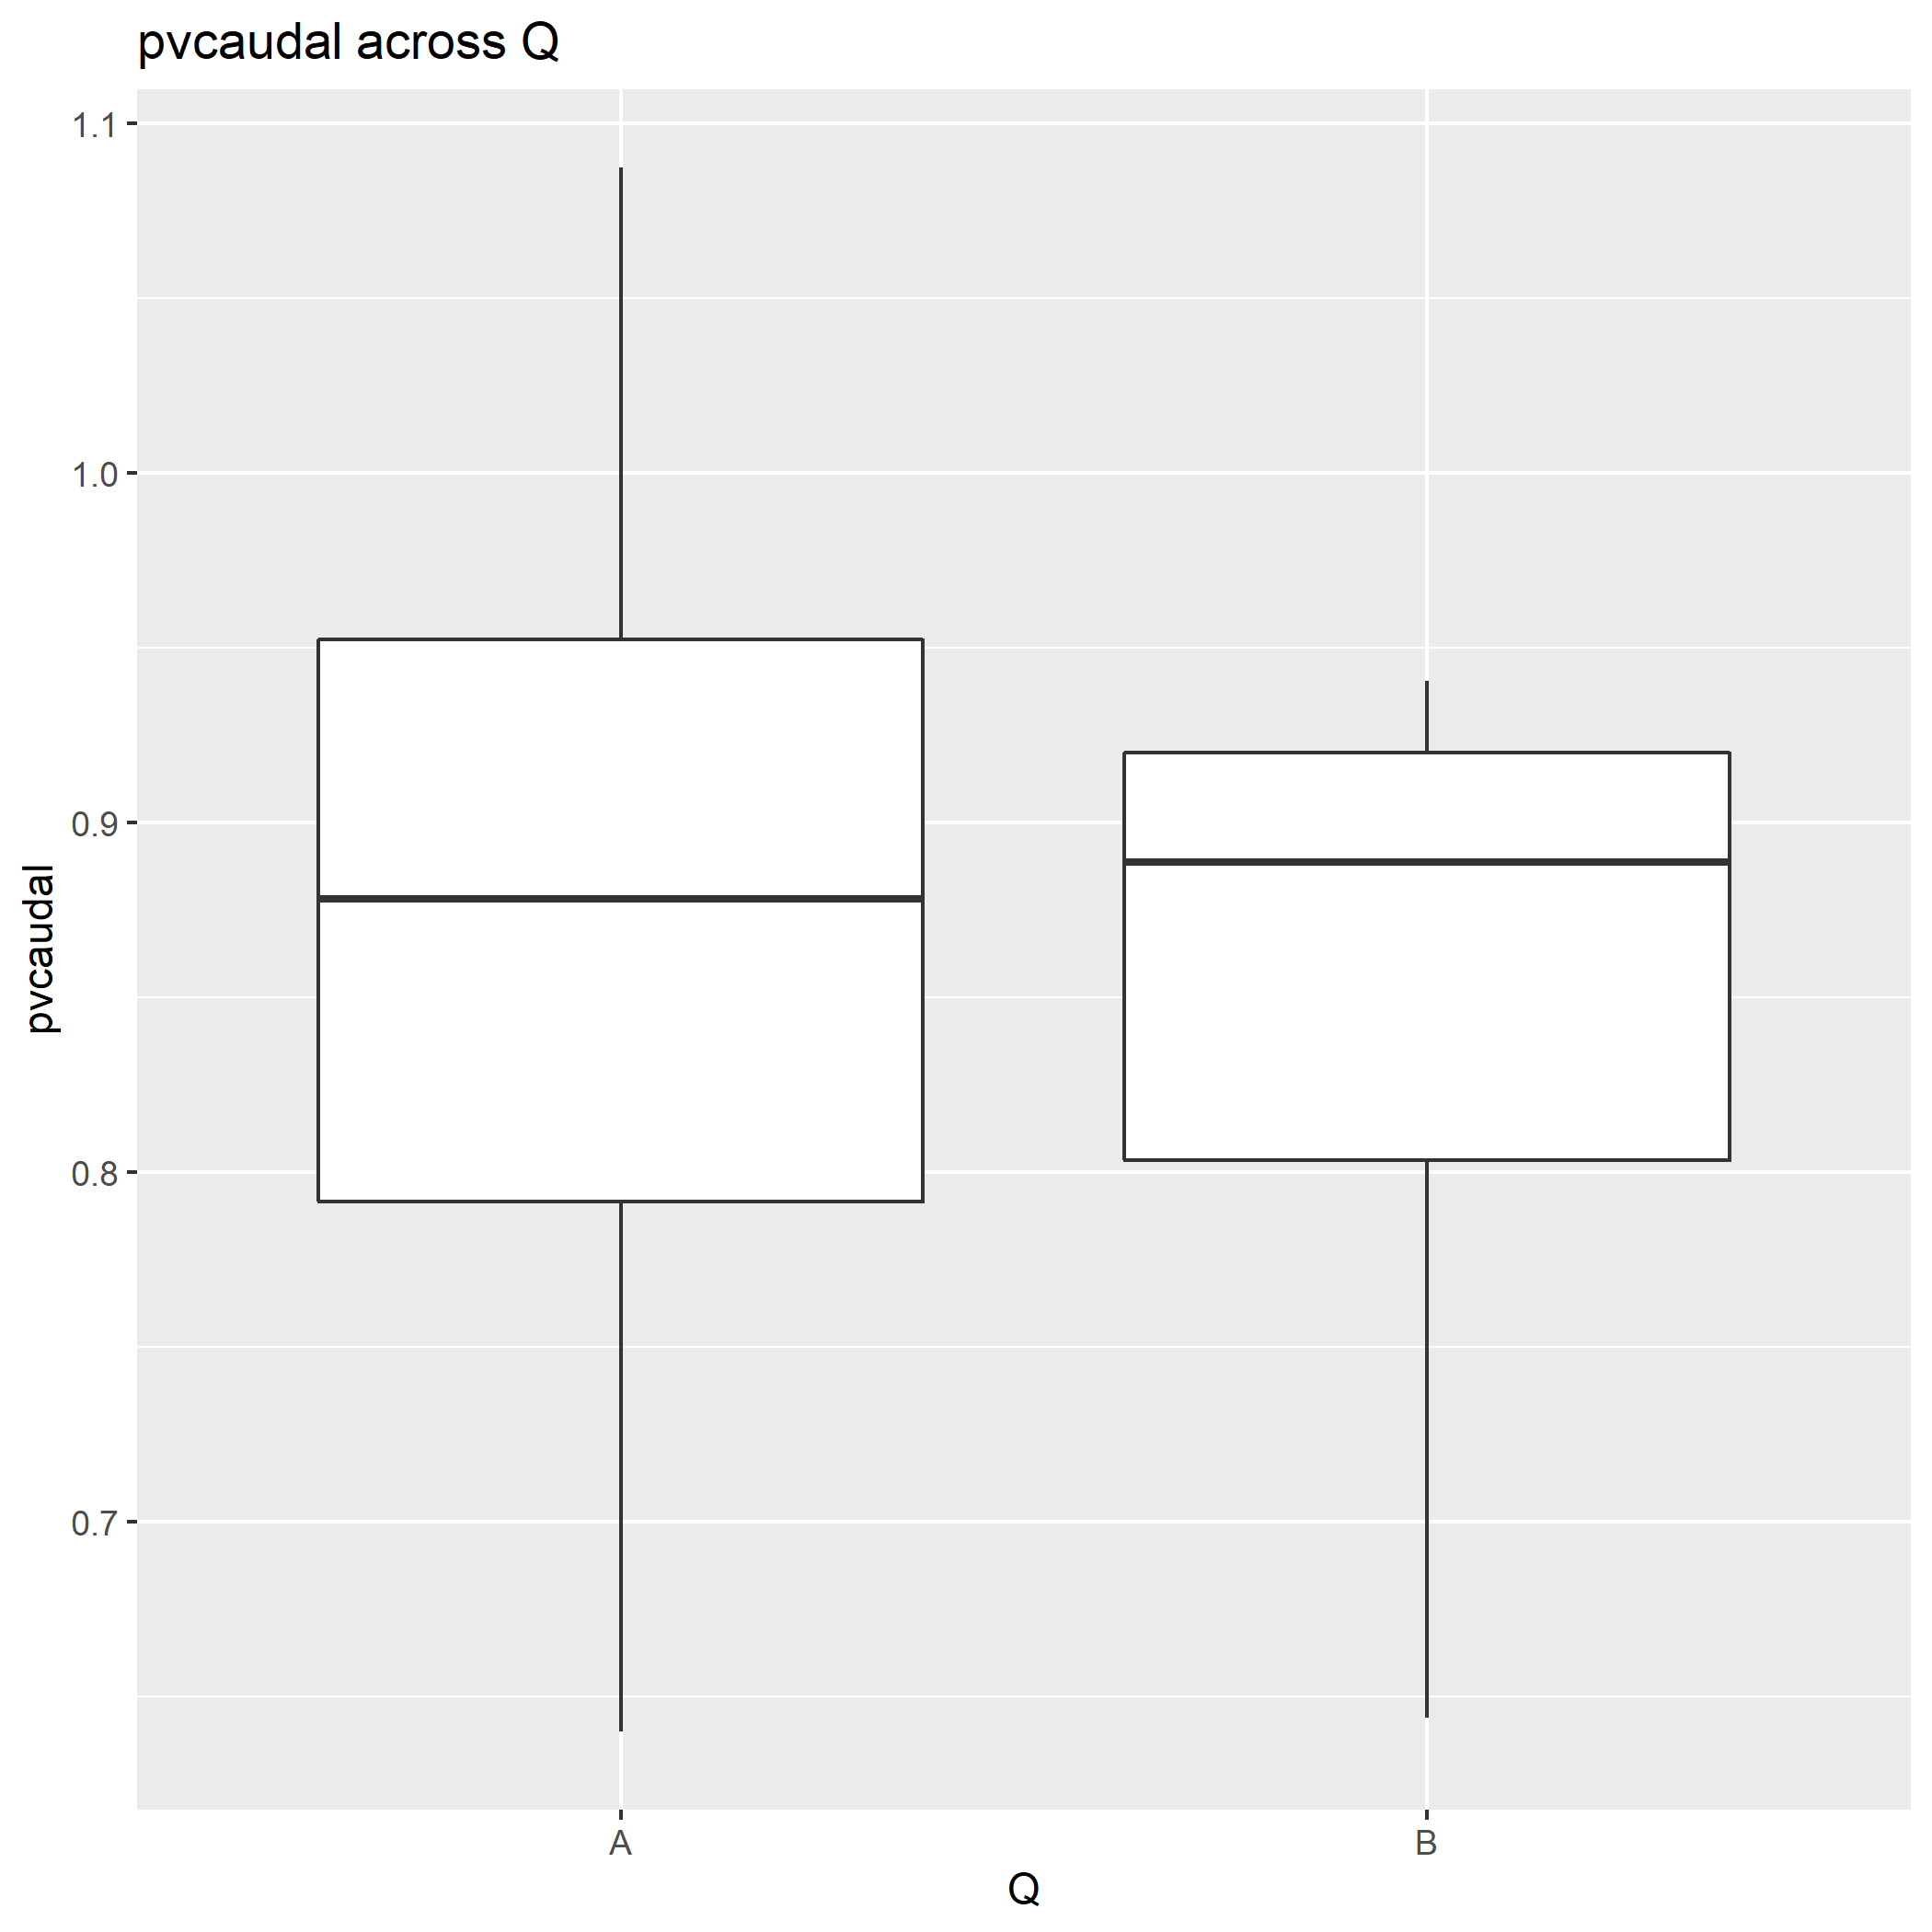 pvcaudal across Q
1.1
1.0
0.9
0.8
0.7
pvcaudal
A
B
Q